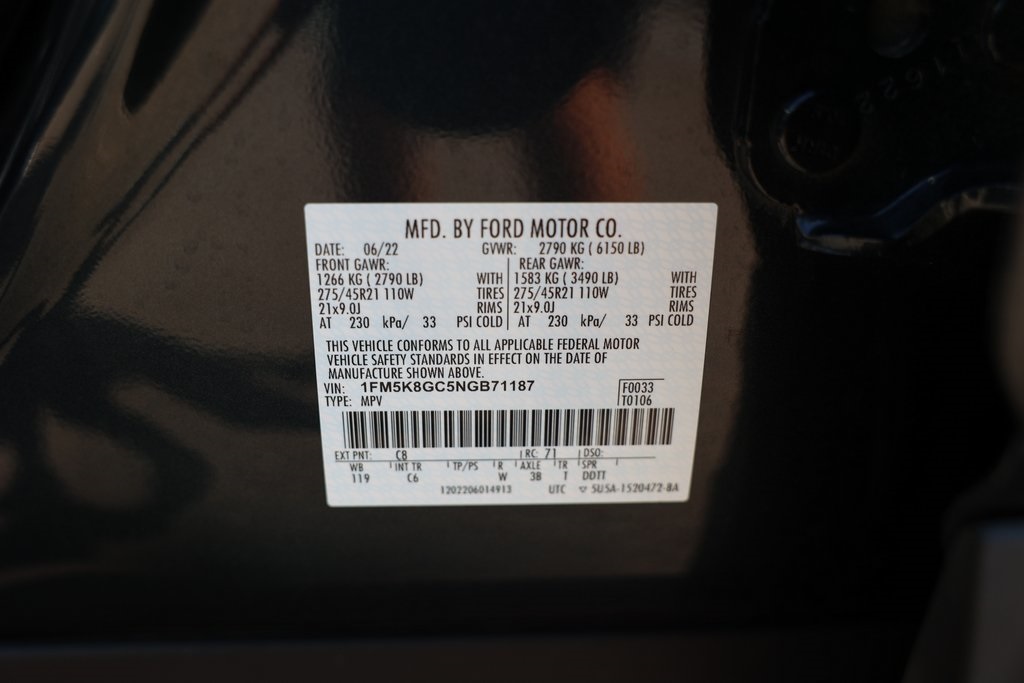 MFD. BY FORD MOTOR CO.
DATE: 06/22 GVWR: 2790 KG ( 6150 LB)
FRONT GAWR: REAR GAWR:
1266 KG ( 2790 LB) WITH 1583 KG ( 3490 LB) WITH
275/45R21 110W TIRES 275/45R21 110W TIRES
21x9.0J RIMS 21x9.0J RIMS
AT 230 kPa/ 33 PSI COLD AT 230 kPa/ 33 PSI COLD
THIS VEHICLE CONFORMS TO ALL APPLICABLE FEDERAL MOTOR
VEHICLE SAFETY STANDARDS IN EFFECT ON THE DATE OF
MANUFACTURE SHOWN ABOVE.
VIN: 1FM5K8GC5NGB71187 F0033
TYPE: MPV T0106
EXT PNT: C8 RC: 71 DSO:
WB INT TR TP/PS R AXLE TR SPR
119 C6 W 38 T DDTT
1202206014913 UTC ▽ 5U5A-1520472-BA